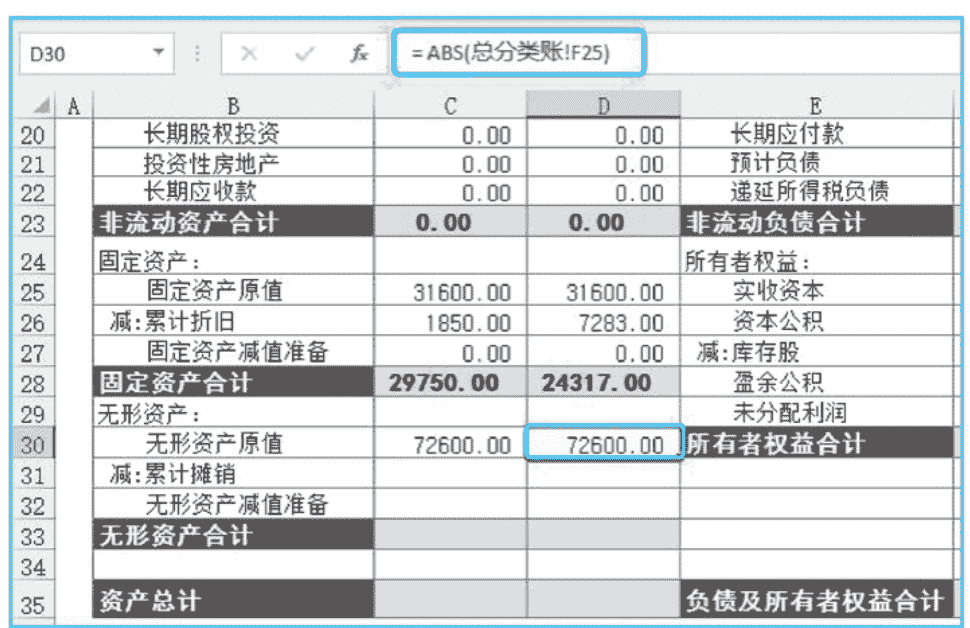 D30 fx =ABS(总分类账!F25)
A B C D E
20 长期股权投资 0.00 0.00 长期应付款
21 投资性房地产 0.00 0.00 预计负债
22 长期应收款 0.00 0.00 递延所得税负债
23 非流动资产合计 0.00 0.00 非流动负债合计
24 固定资产: 所有者权益:
25 固定资产原值 31600.00 31600.00 实收资本
26 减:累计折旧 1850.00 7283.00 资本公积
27 固定资产减值准备 0.00 0.00 减:库存股
28 固定资产合计 29750.00 24317.00 盈余公积
29 无形资产: 未分配利润
30 无形资产原值 72600.00 72600.00 所有者权益合计
31 减:累计摊销
32 无形资产减值准备
33 无形资产合计
34
35 资产总计 负债及所有者权益合计